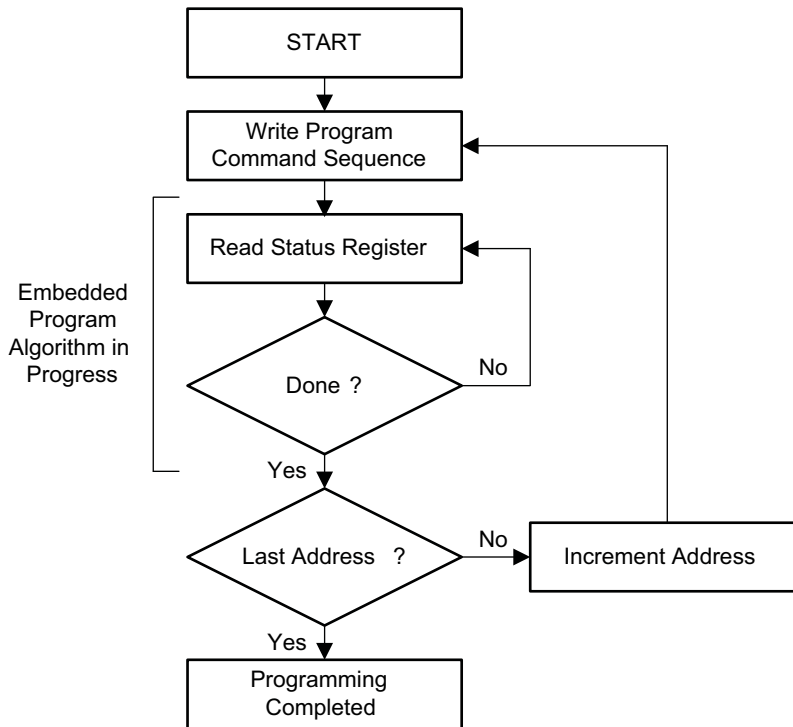 START
Write Program
Command Sequence
Read Status Register
Embedded
Program
Algorithm in
Progress
Done ?
No
Yes
Last Address ?
No
Increment Address
Yes
Programming
Completed